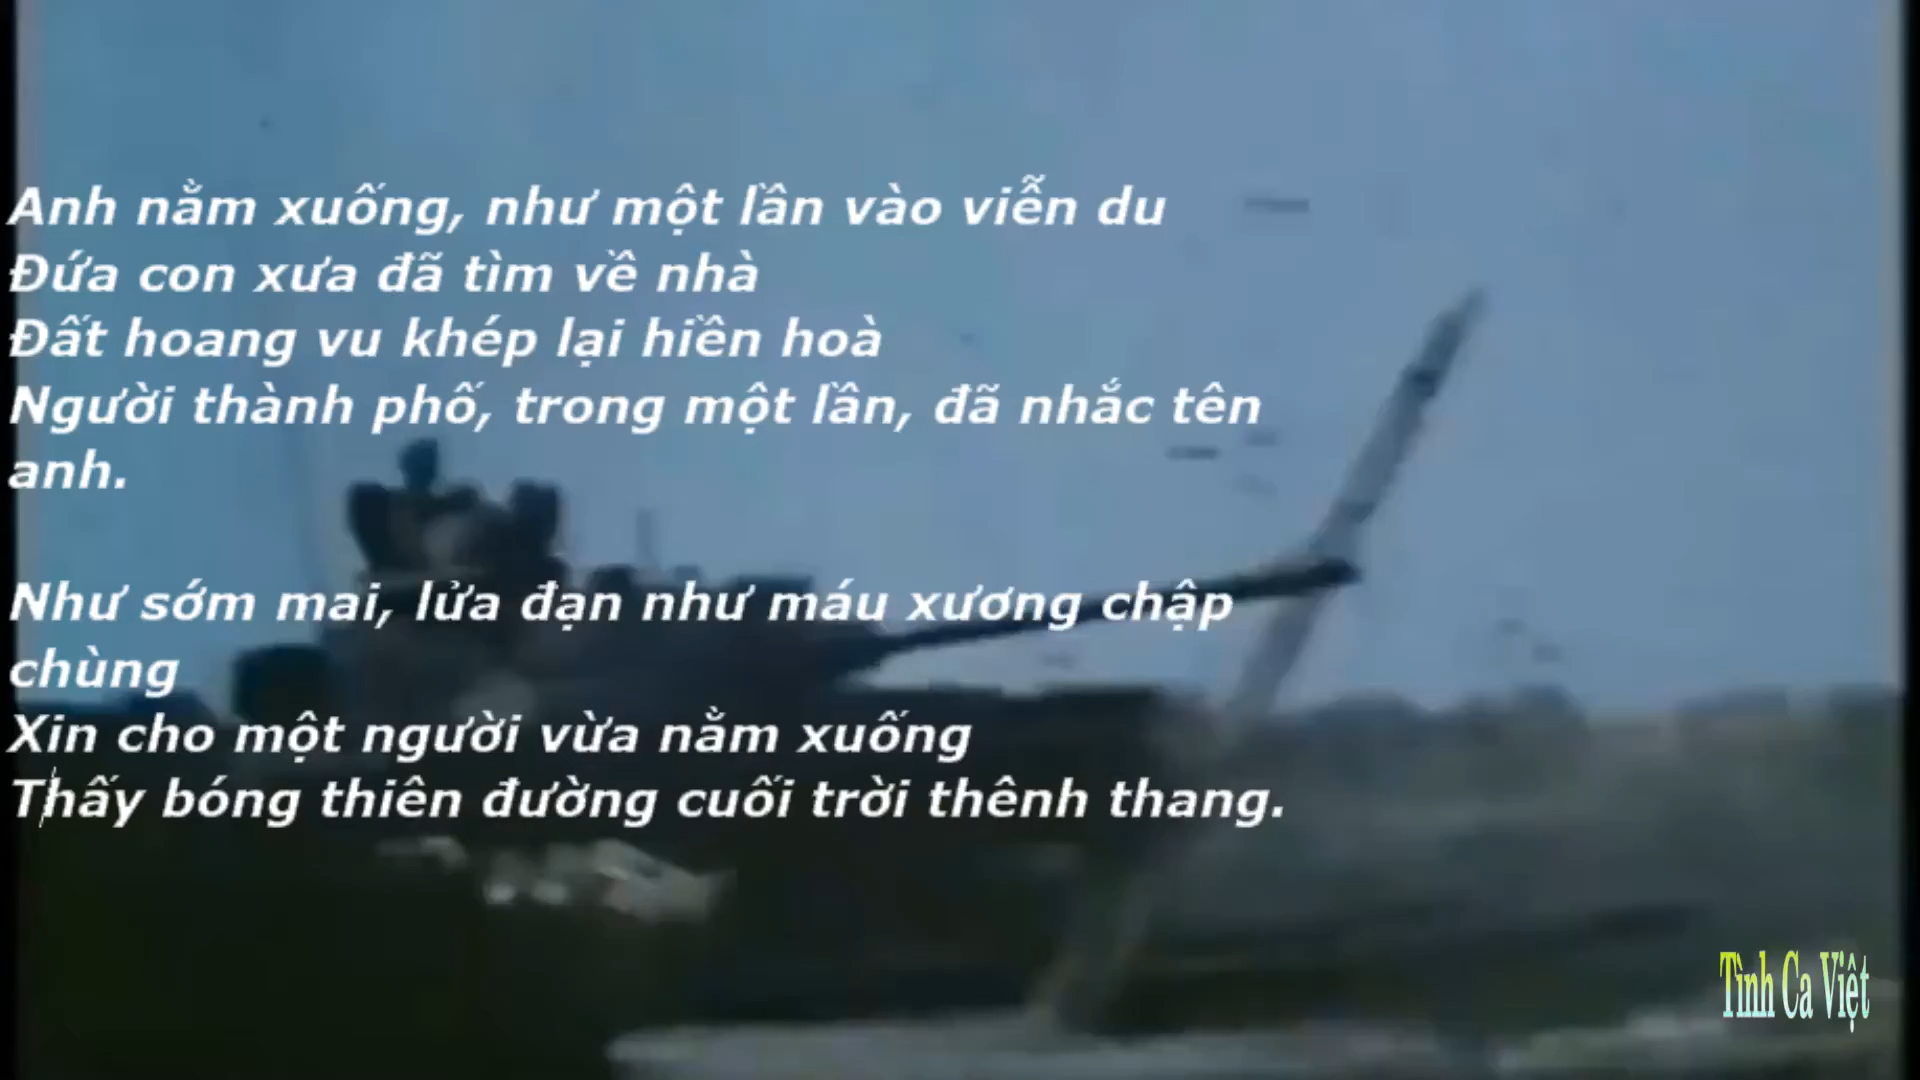 Anh nằm xuống, như một lần vào viễn du
Đứa con xưa đã tìm về nhà
Đất hoang vu khép lại hiền hoà
Người thành phố, trong một lần, đã nhắc tên
anh.
Như sớm mai, lửa đạn như máu xương chập
chùng
Xin cho một người vừa nằm xuống
Thấy bóng thiên đường cuối trời thênh thang.
Tình Ca Việt